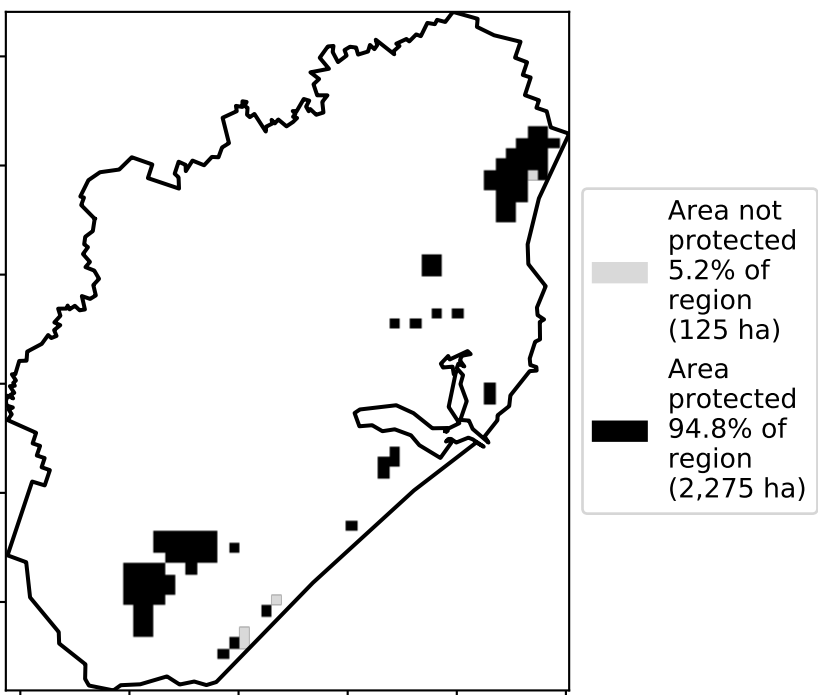 Area not
protected
5.2% of
region
(125 ha)
Area
protected
94.8% of
region
(2,275 ha)